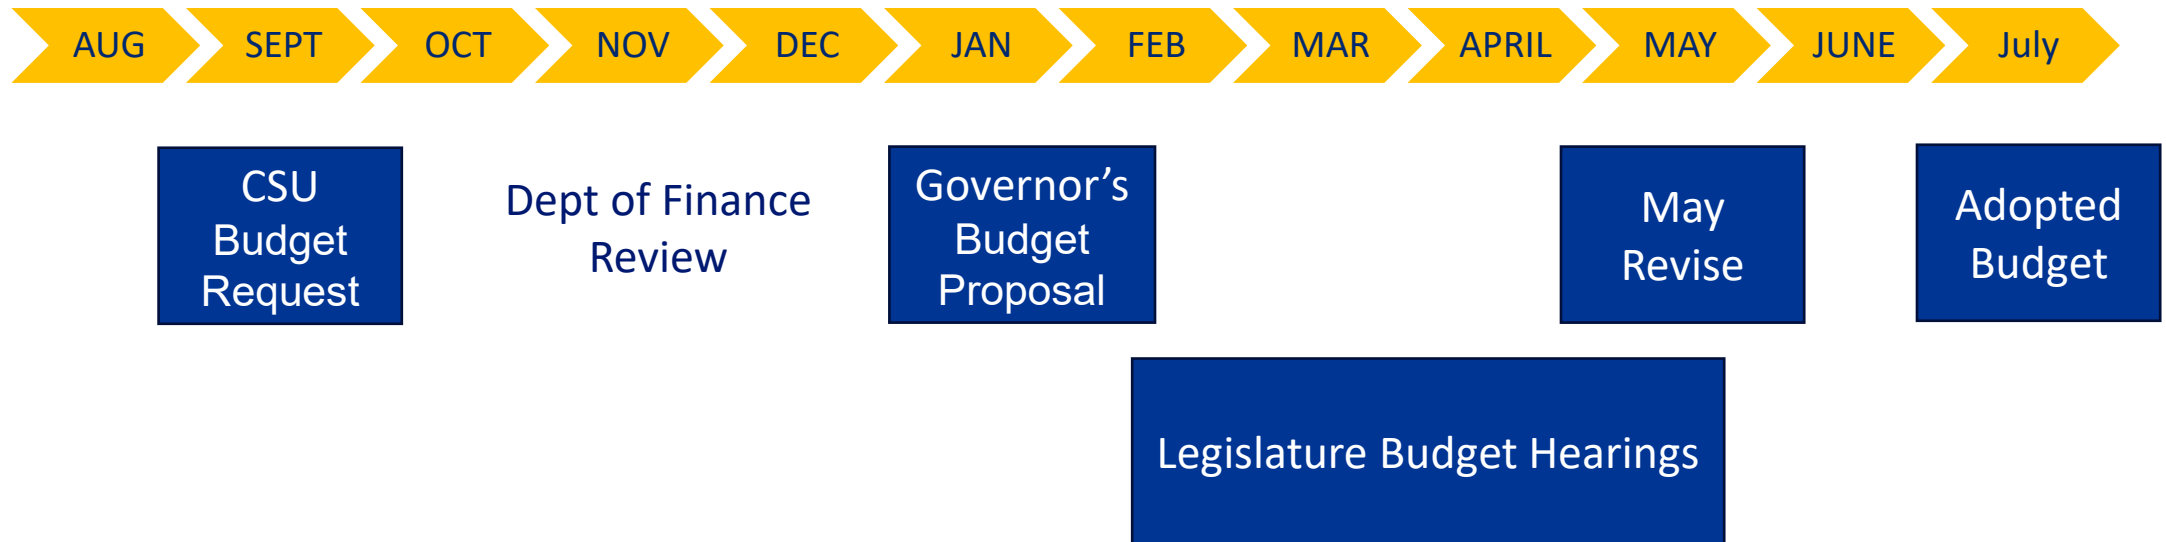 AUG SEPT OCT NOV DEC JAN FEB MAR APRIL MAY JUNE July
CSU
Budget
Request
Dept of Finance
Review
Governor’s
Budget
Proposal
May
Revise
Adopted
Budget
Legislature Budget Hearings